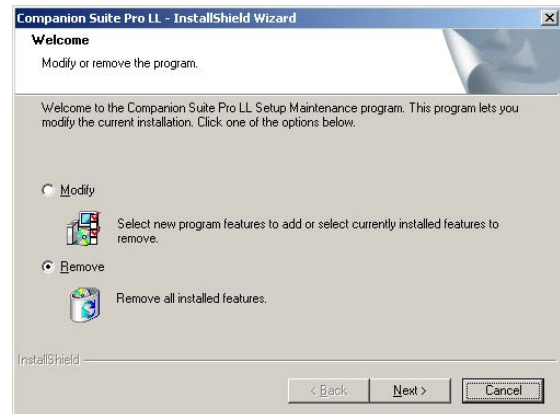 Companion Suite Pro LL - InstallShield Wizard
Welcome
Modify or remove the program.
Welcome to the Companion Suite Pro LL Setup Maintenance program. This program lets you
modify the current installation. Click one of the options below.
Modify
Select new program features to add or select currently installed features to
remove.
Remove
Remove all installed features.
InstallShield
< Back
Next >
Cancel